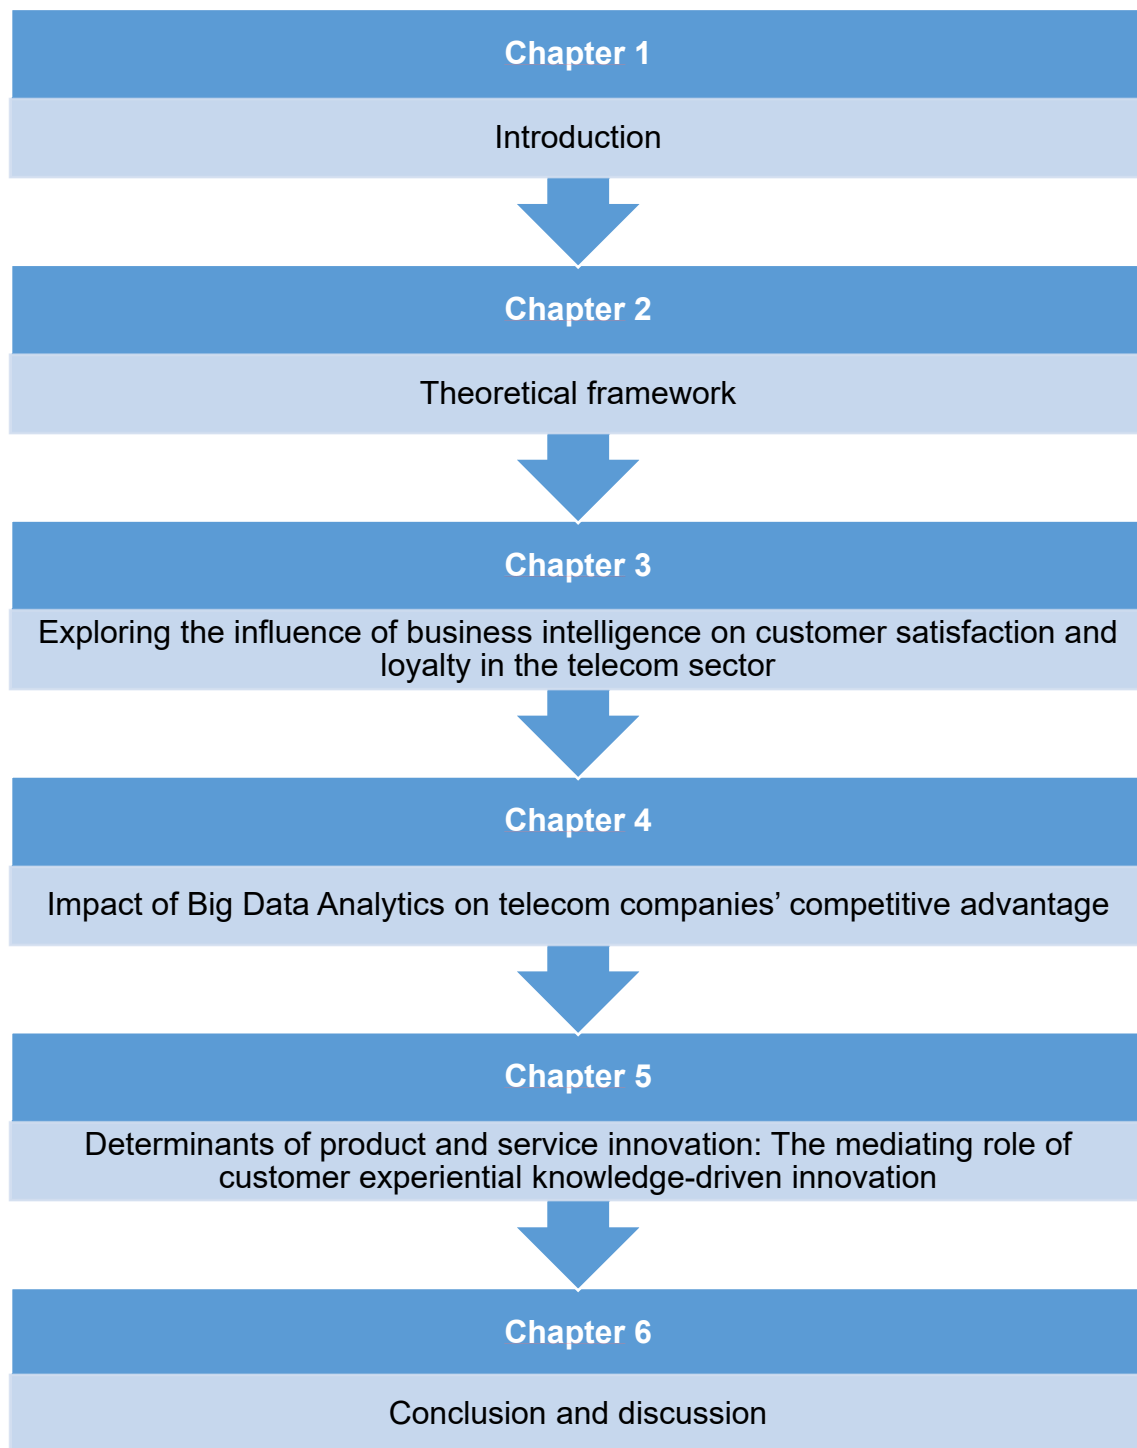 Chapter 1
Introduction
Chapter 2
Theoretical framework
Chapter 3
Exploring the influence of business intelligence on customer satisfaction and
loyalty in the telecom sector
Chapter 4
Impact of Big Data Analytics on telecom companies’ competitive advantage
Chapter 5
Determinants of product and service innovation: The mediating role of
customer experiential knowledge-driven innovation
Chapter 6
Conclusion and discussion